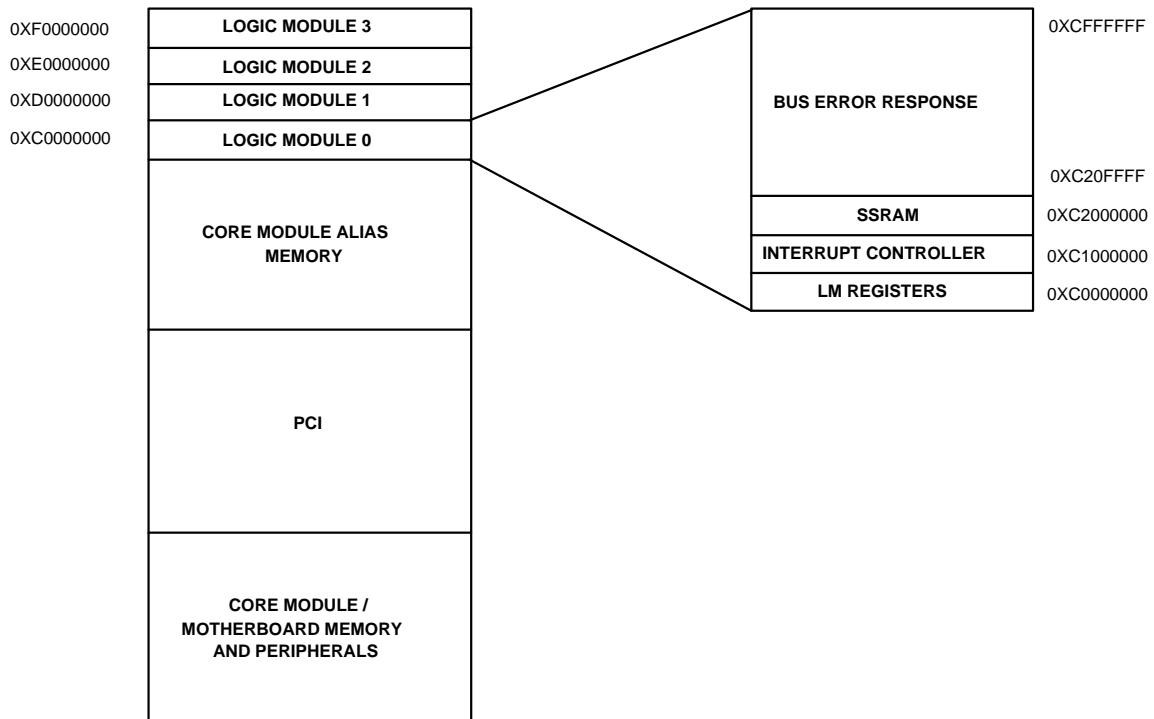 0XF0000000
LOGIC MODULE 3
0XE0000000
LOGIC MODULE 2
0XD0000000
LOGIC MODULE 1
0XC0000000
LOGIC MODULE 0
CORE MODULE ALIAS
MEMORY
PCI
CORE MODULE /
MOTHERBOARD MEMORY
AND PERIPHERALS
0XCFFFFFF
BUS ERROR RESPONSE
0XC20FFFF
SSRAM
0XC2000000
INTERRUPT CONTROLLER
0XC1000000
LM REGISTERS
0XC0000000